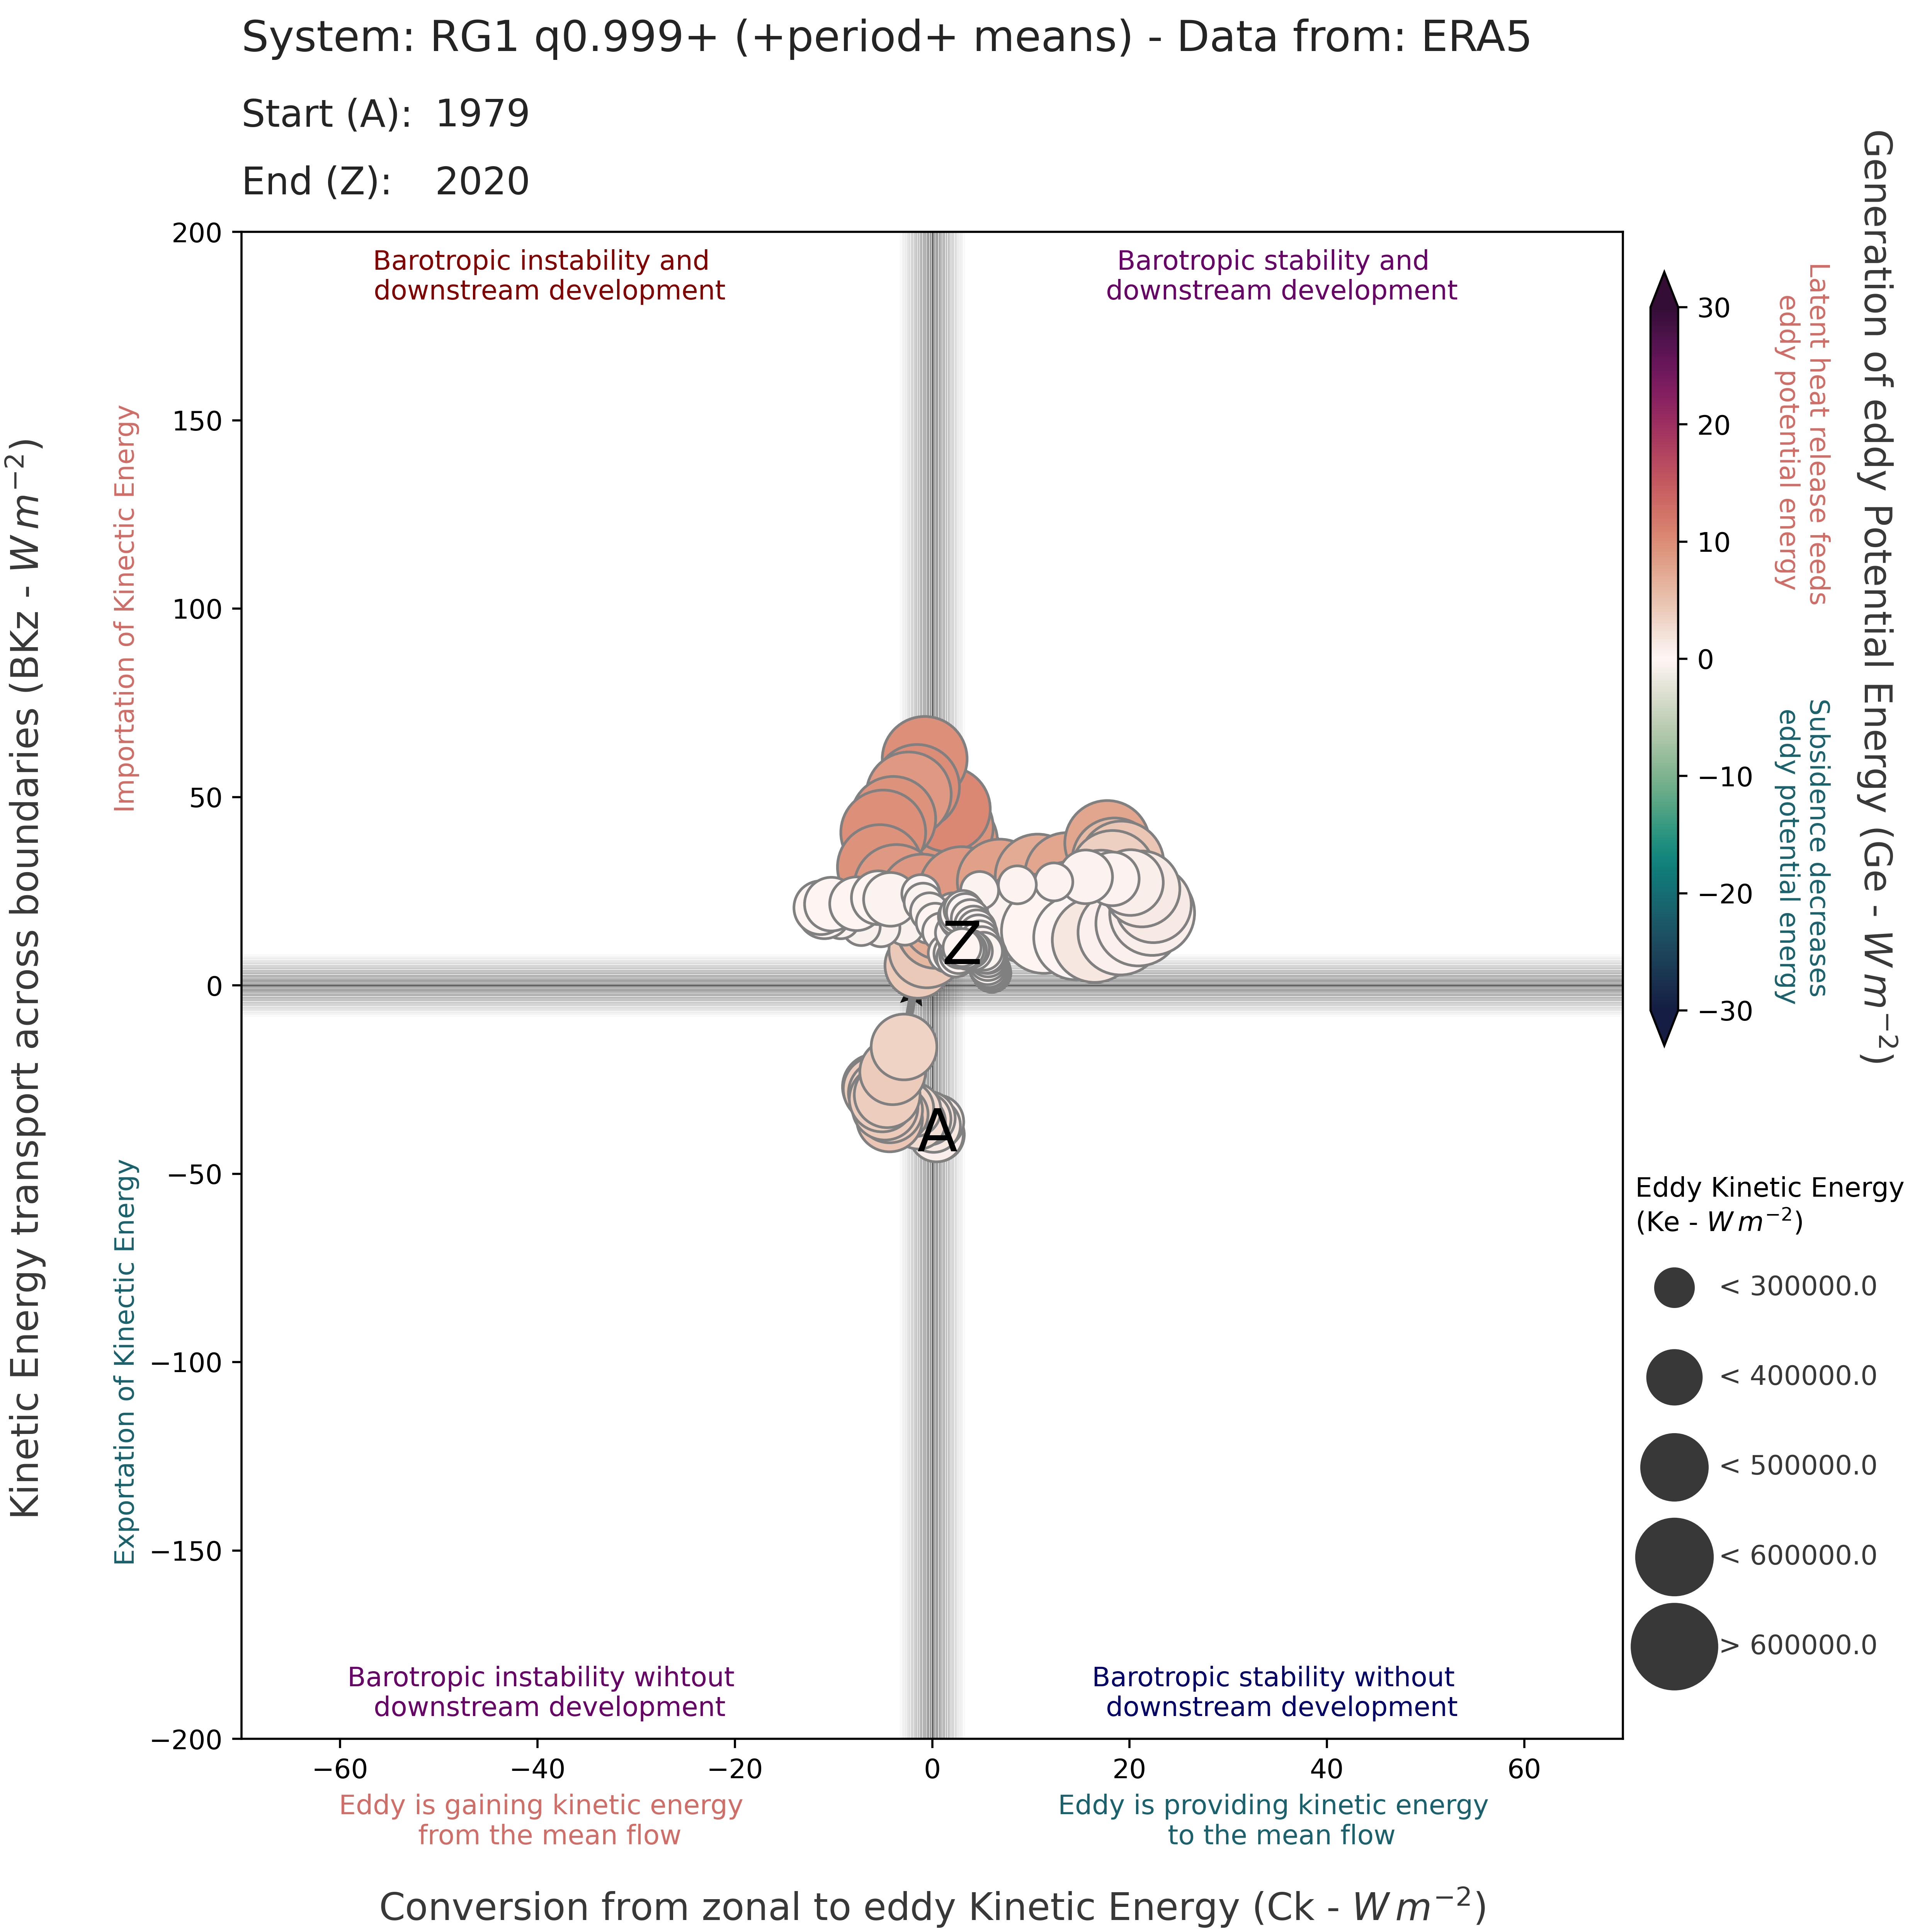 System: RG1 q0.999+ (+period+ means) - Data from: ERA5
Start (A): 1979
End (Z): 2020
Kinetic Energy transport across boundaries (BKz - W m⁻²)
Importation of Kinectic Energy
Exportation of Kinectic Energy
200
150
100
50
0
−50
−100
−150
−200
Barotropic instability and
downstream development
Barotropic stability and
downstream development
Z
A
Barotropic instability wihtout
downstream development
Barotropic stability without
downstream development
−60
−40
−20
0
20
40
60
Eddy is gaining kinetic energy
from the mean flow
Eddy is providing kinetic energy
to the mean flow
Conversion from zonal to eddy Kinetic Energy (Ck - W m⁻²)
30
20
10
0
−10
−20
−30
Latent heat release feeds
eddy potential energy
Subsidence decreases
eddy potential energy
Generation of eddy Potential Energy (Ge - W m⁻²)
Eddy Kinetic Energy
(Ke - W m⁻²)
< 300000.0
< 400000.0
< 500000.0
< 600000.0
> 600000.0